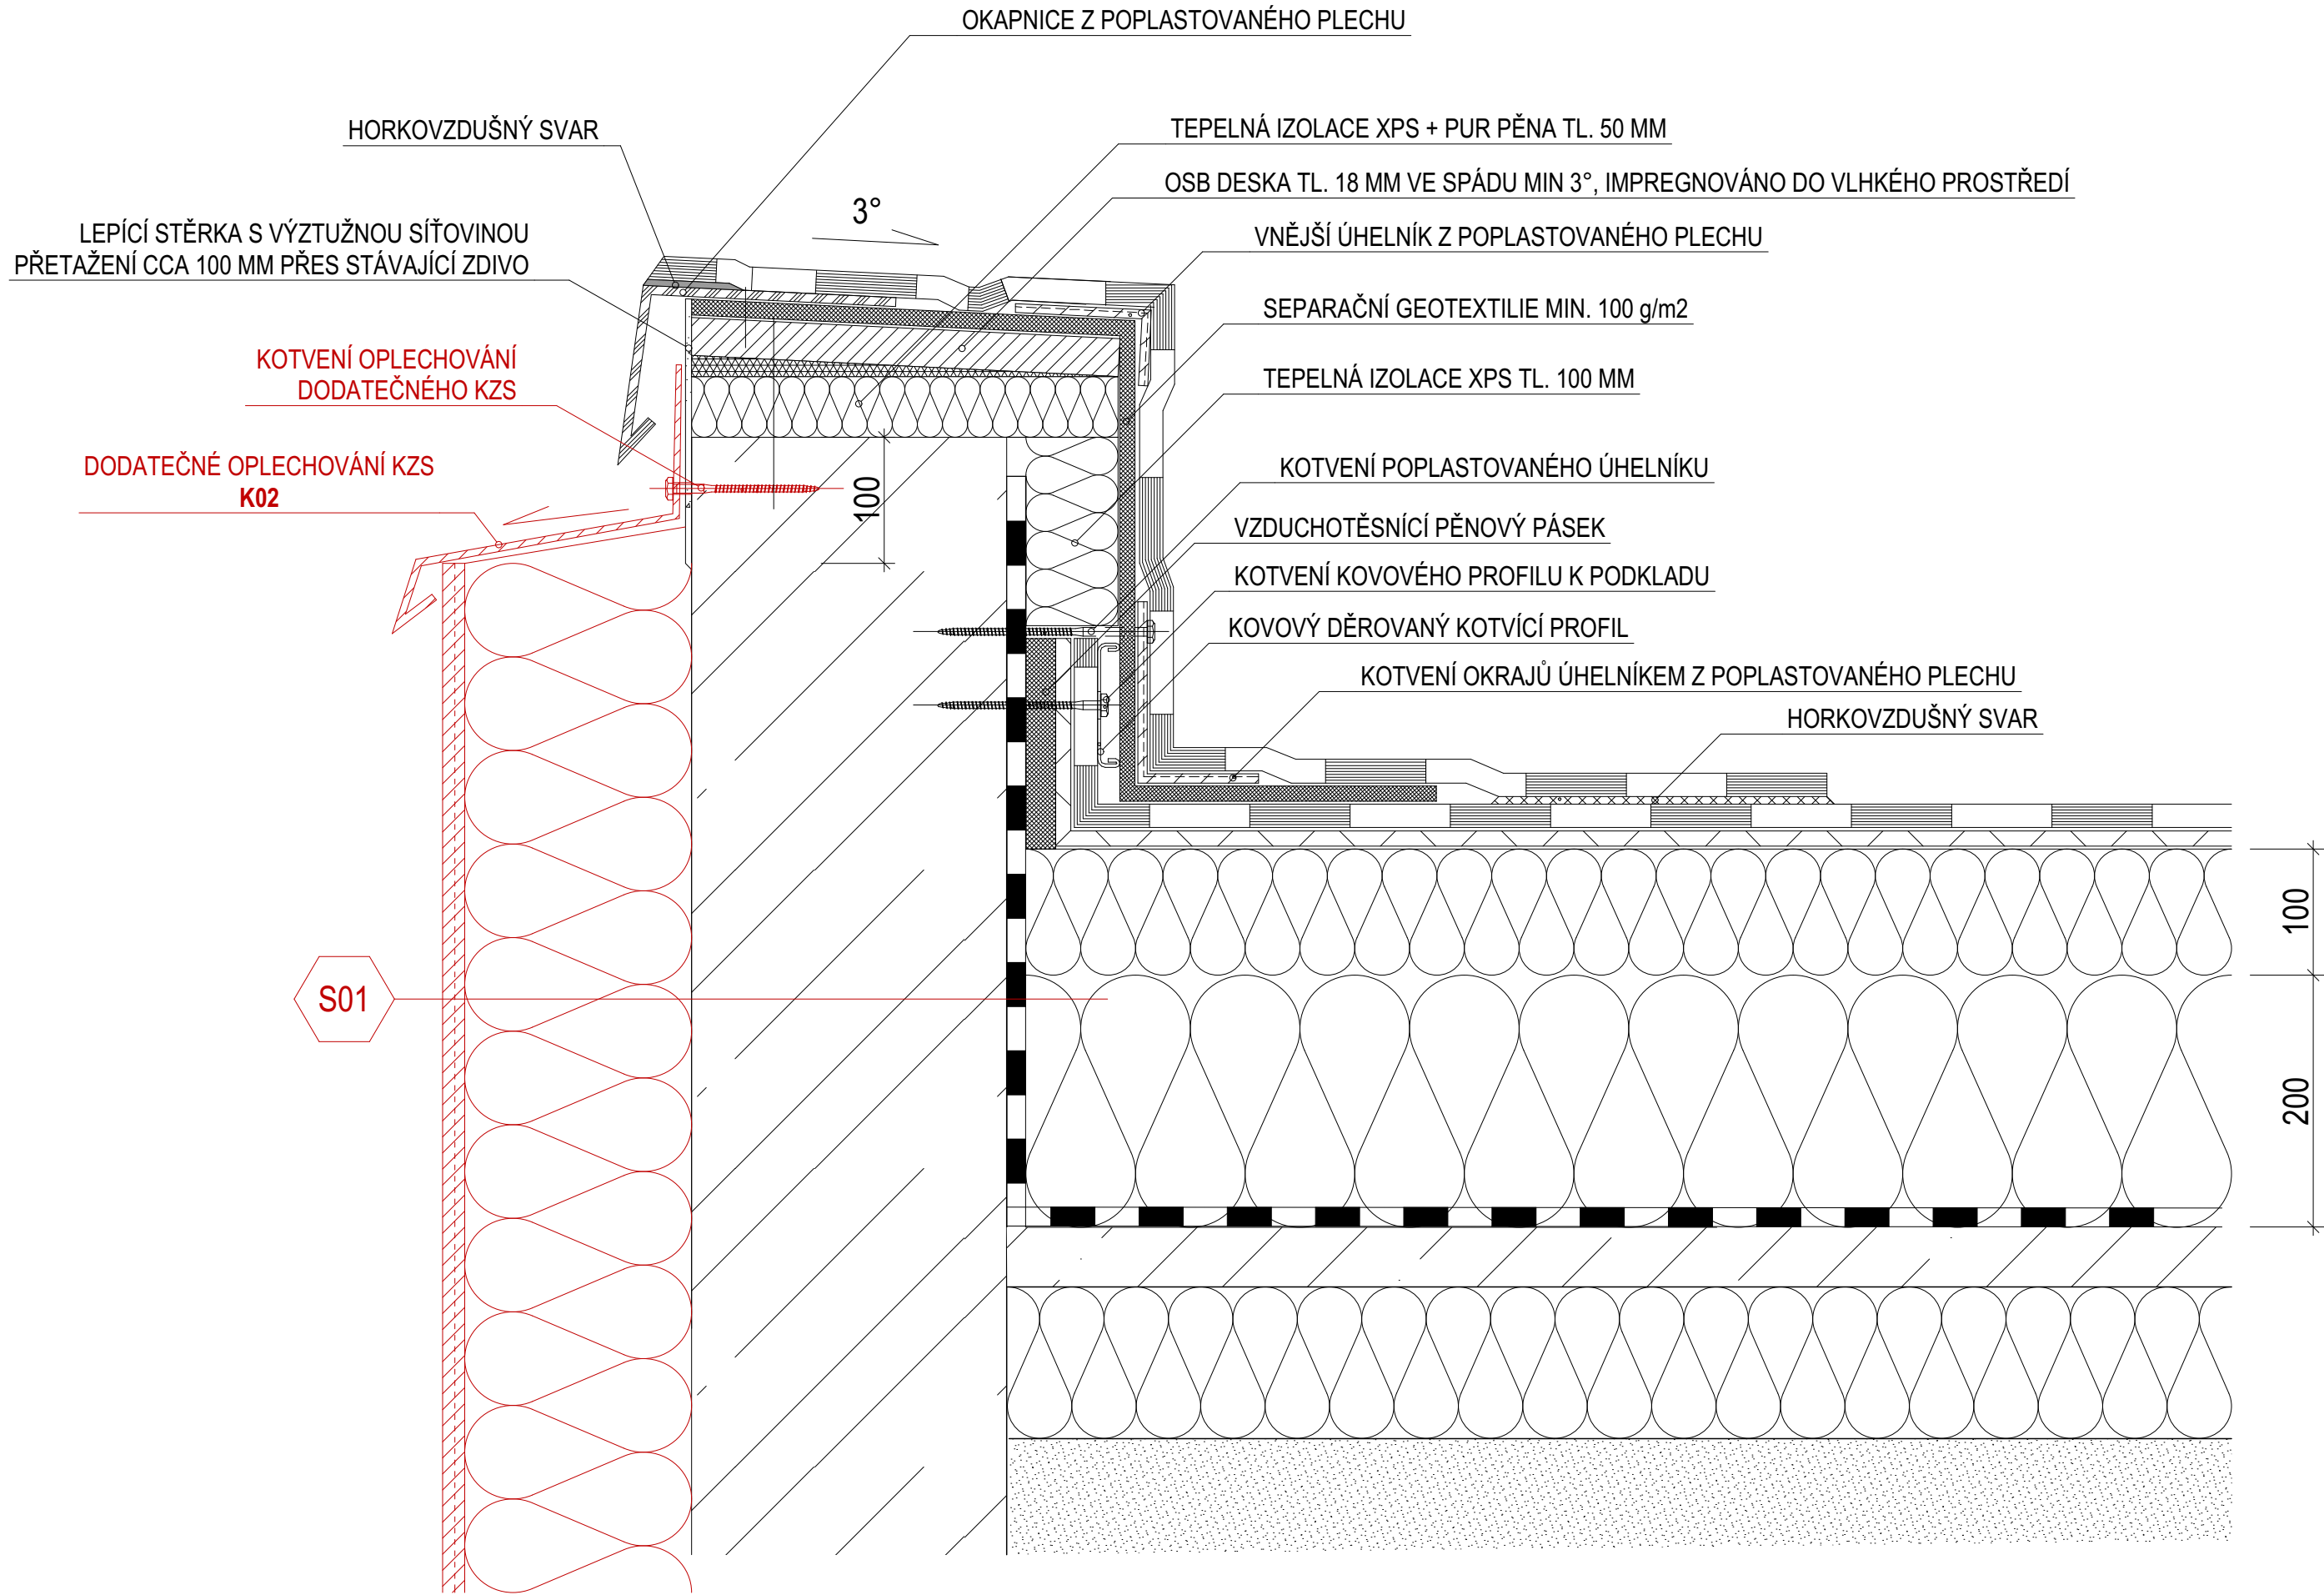 OKAPNICE Z POPLASTOVANÉHO PLECHU
HORKOVZDUŠNÝ SVAR
TEPELNÁ IZOLACE XPS + PUR PĚNA TL. 50 MM
OSB DESKA TL. 18 MM VE SPÁDU MIN 3°, IMPREGNOVÁNO DO VLHKÉHO PROSTŘEDÍ
3°
LEPÍCÍ STĚRKA S VÝZTUŽNOU SÍŤOVINOU
PŘETAŽENÍ CCA 100 MM PŘES STÁVAJÍCÍ ZDIVO
VNĚJŠÍ ÚHELNÍK Z POPLASTOVANÉHO PLECHU
SEPARAČNÍ GEOTEXTILIE MIN. 100 g/m2
KOTVENÍ OPLECHOVÁNÍ
DODATEČNÉHO KZS
TEPELNÁ IZOLACE XPS TL. 100 MM
DODATEČNÉ OPLECHOVÁNÍ KZS
K02
KOTVENÍ POPLASTOVANÉHO ÚHELNÍKU
100
VZDUCHOTĚSNÍCÍ PĚNOVÝ PÁSEK
KOTVENÍ KOVOVÉHO PROFILU K PODKLADU
KOVOVÝ DĚROVANÝ KOTVÍCÍ PROFIL
KOTVENÍ OKRAJŮ ÚHELNÍKEM Z POPLASTOVANÉHO PLECHU
HORKOVZDUŠNÝ SVAR
100
S01
200